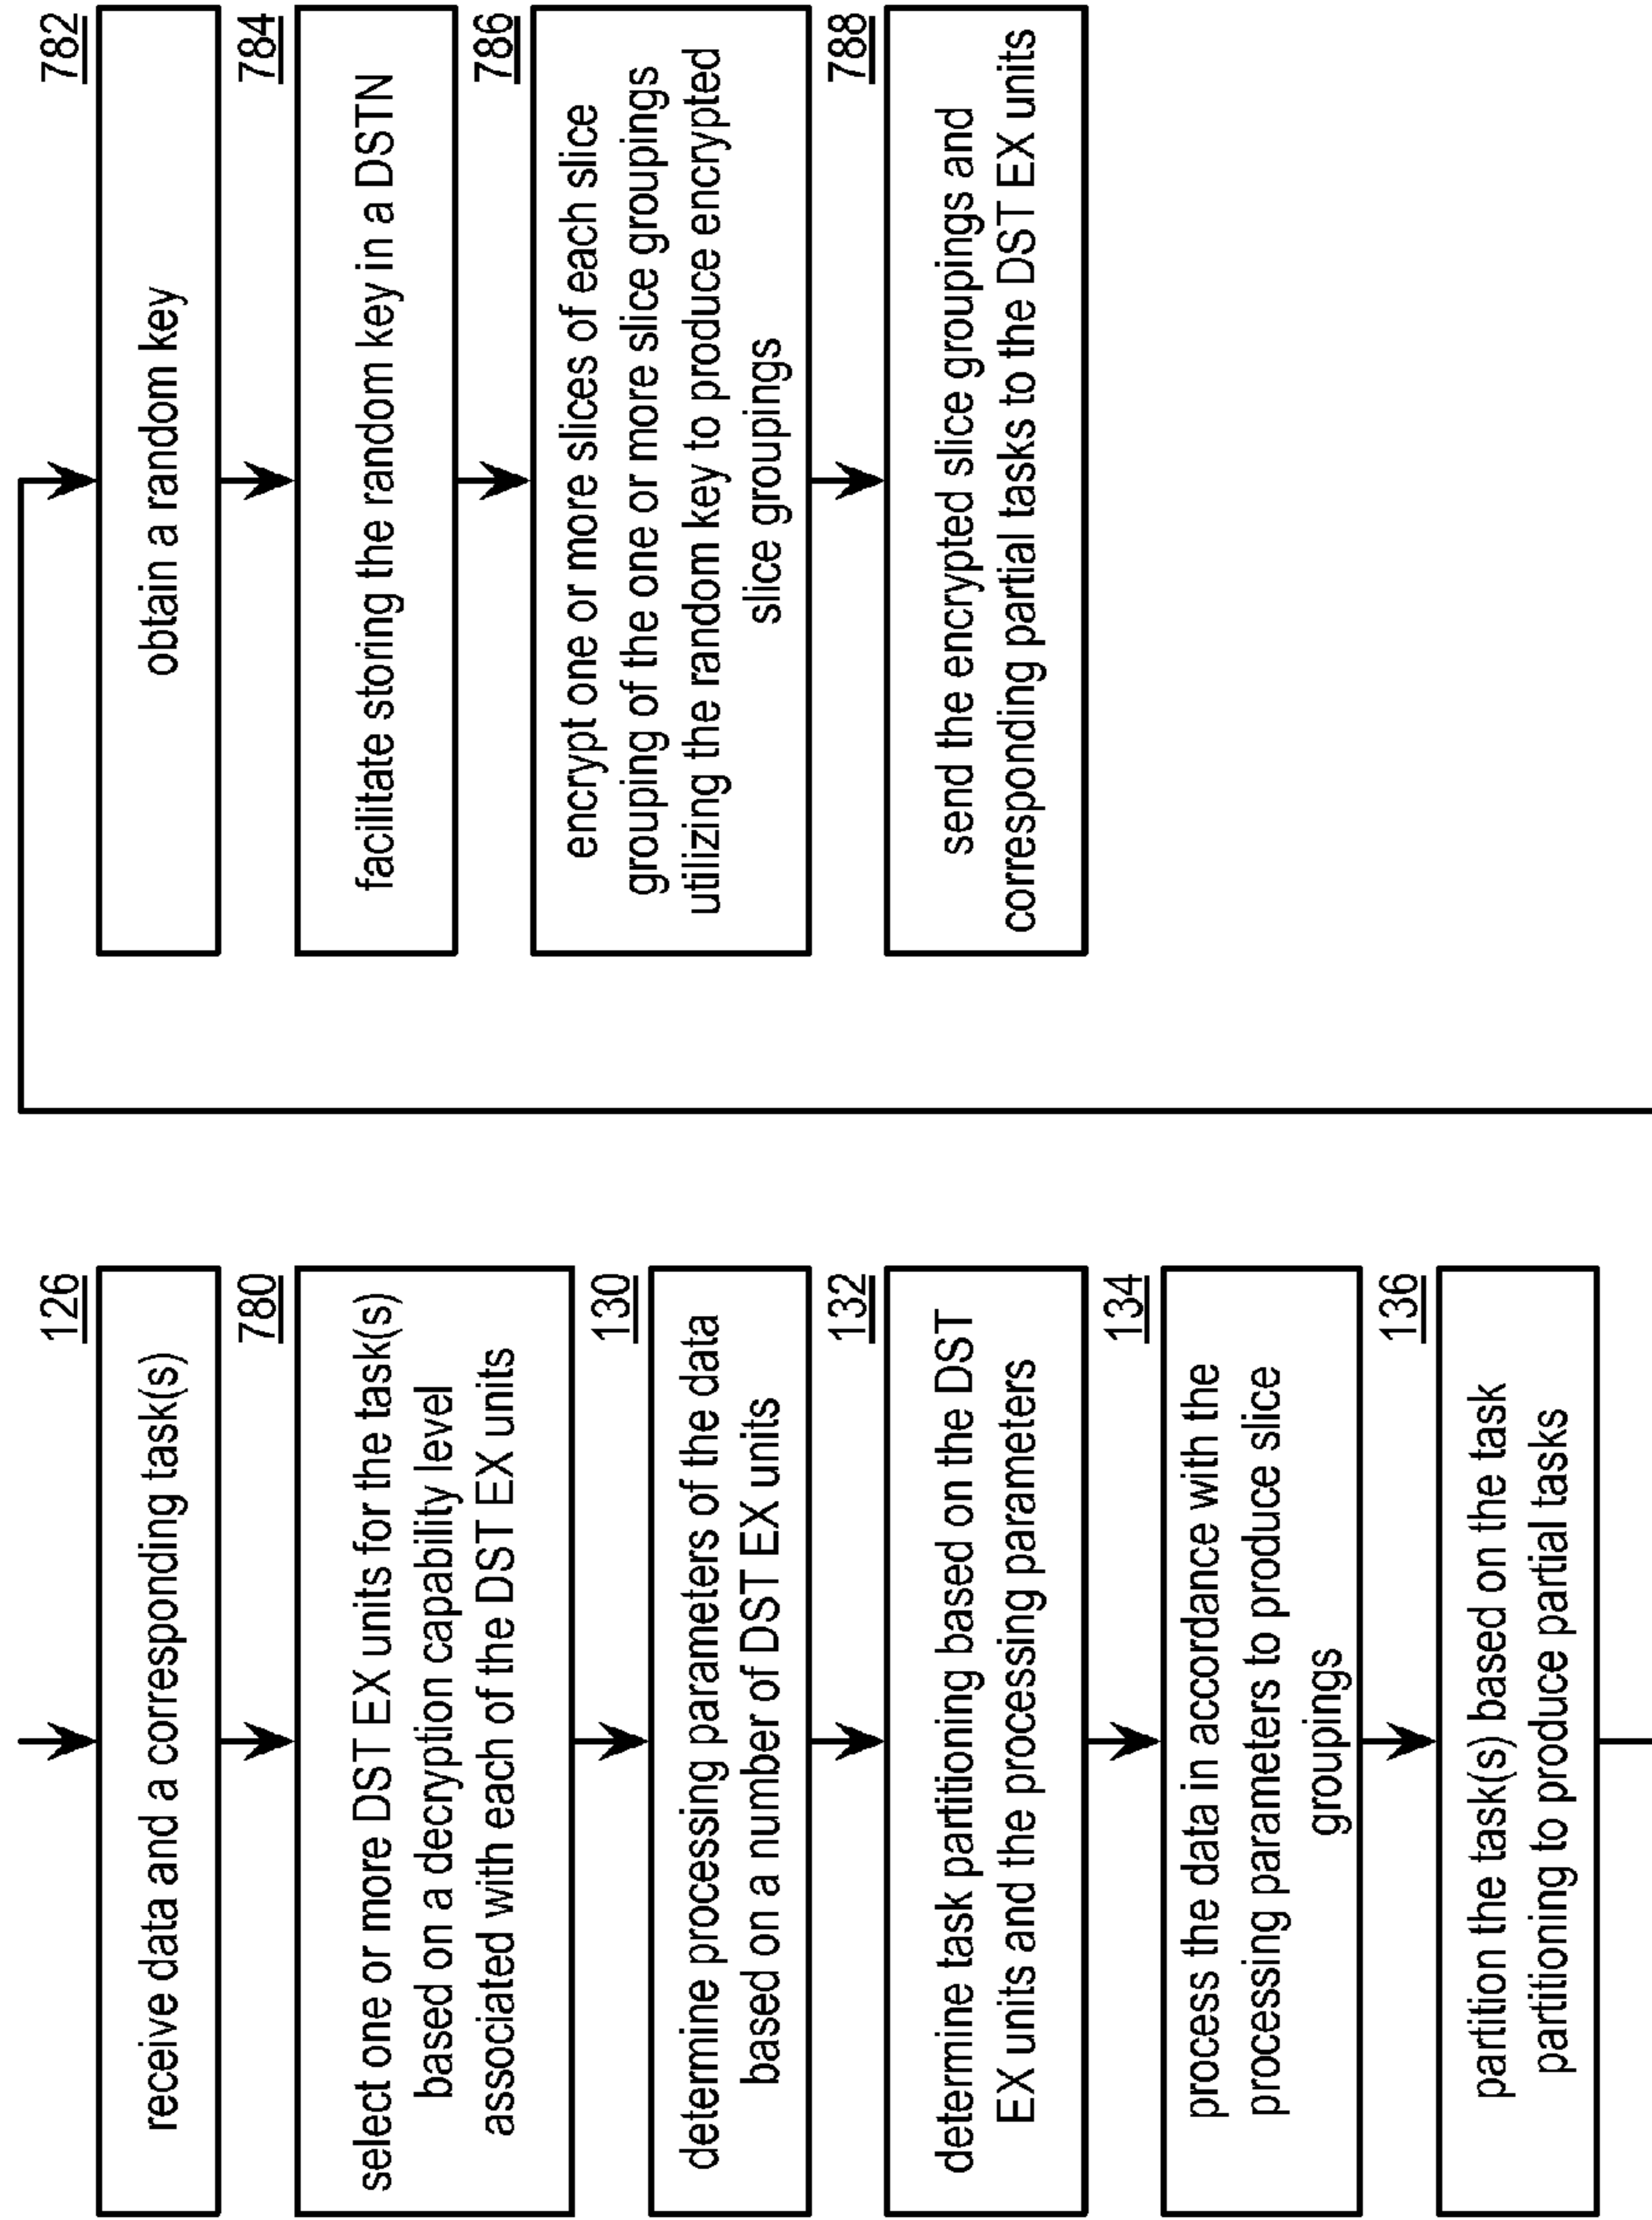 126
receive data and a corresponding task(s)
780
select one or more DST EX units for the task(s)
based on a decryption capability level
associated with each of the DST EX units
130
determine processing parameters of the data
based on a number of DST EX units
132
determine task partitioning based on the DST
EX units and the processing parameters
134
process the data in accordance with the
processing parameters to produce slice
groupings
136
partition the task(s) based on the task
partitioning to produce partial tasks
782
obtain a random key
784
facilitate storing the random key in a DSTN
786
encrypt one or more slices of each slice
grouping of the one or more slice groupings
utilizing the random key to produce encrypted
slice groupings
788
send the encrypted slice groupings and
corresponding partial tasks to the DST EX units